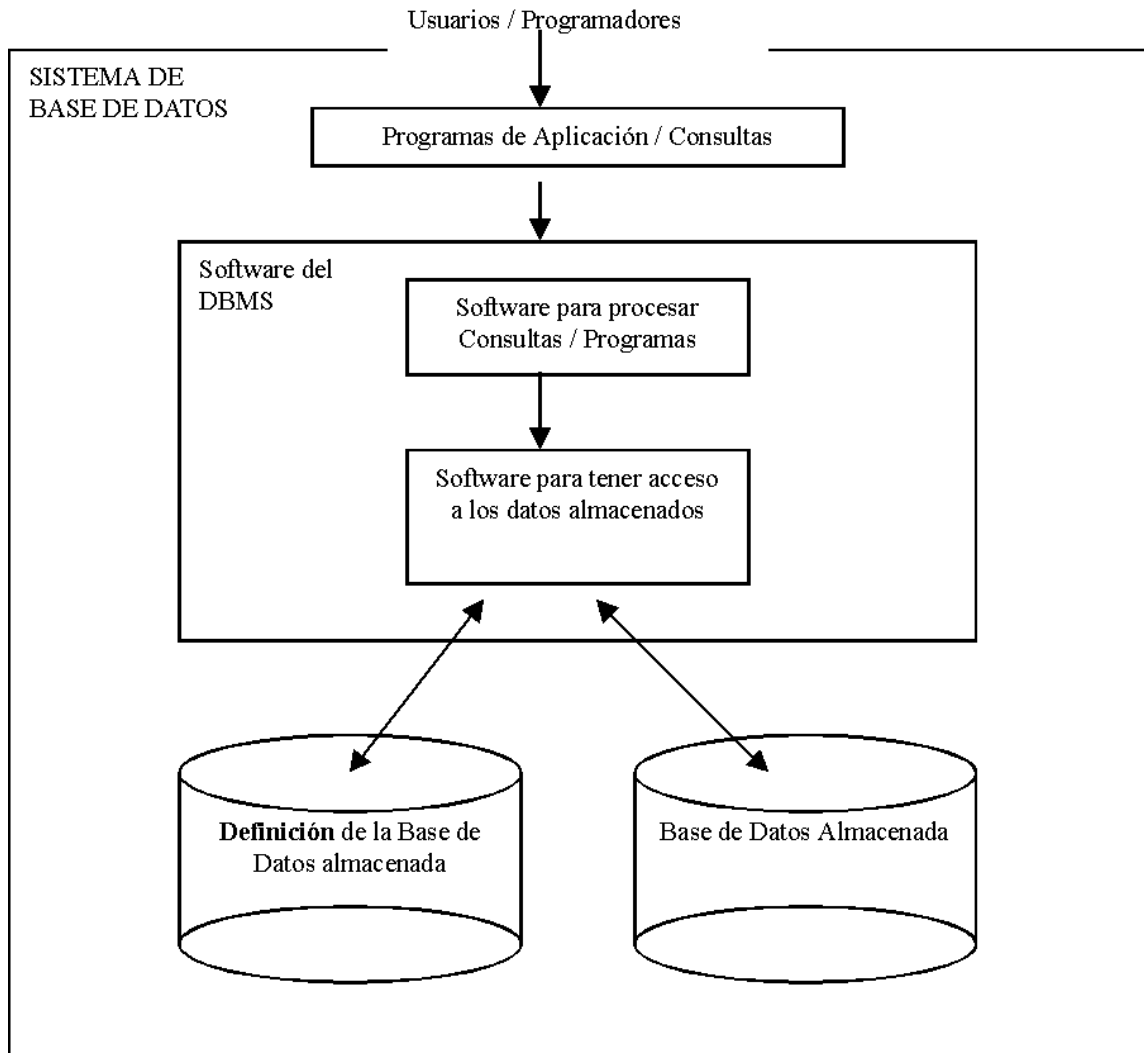 Usuarios / Programadores
SISTEMA DE
BASE DE DATOS
Programas de Aplicación / Consultas
Software del
DBMS
Software para procesar
Consultas / Programas
Software para tener acceso
a los datos almacenados
Definición de la Base de
Datos almacenada
Base de Datos Almacenada